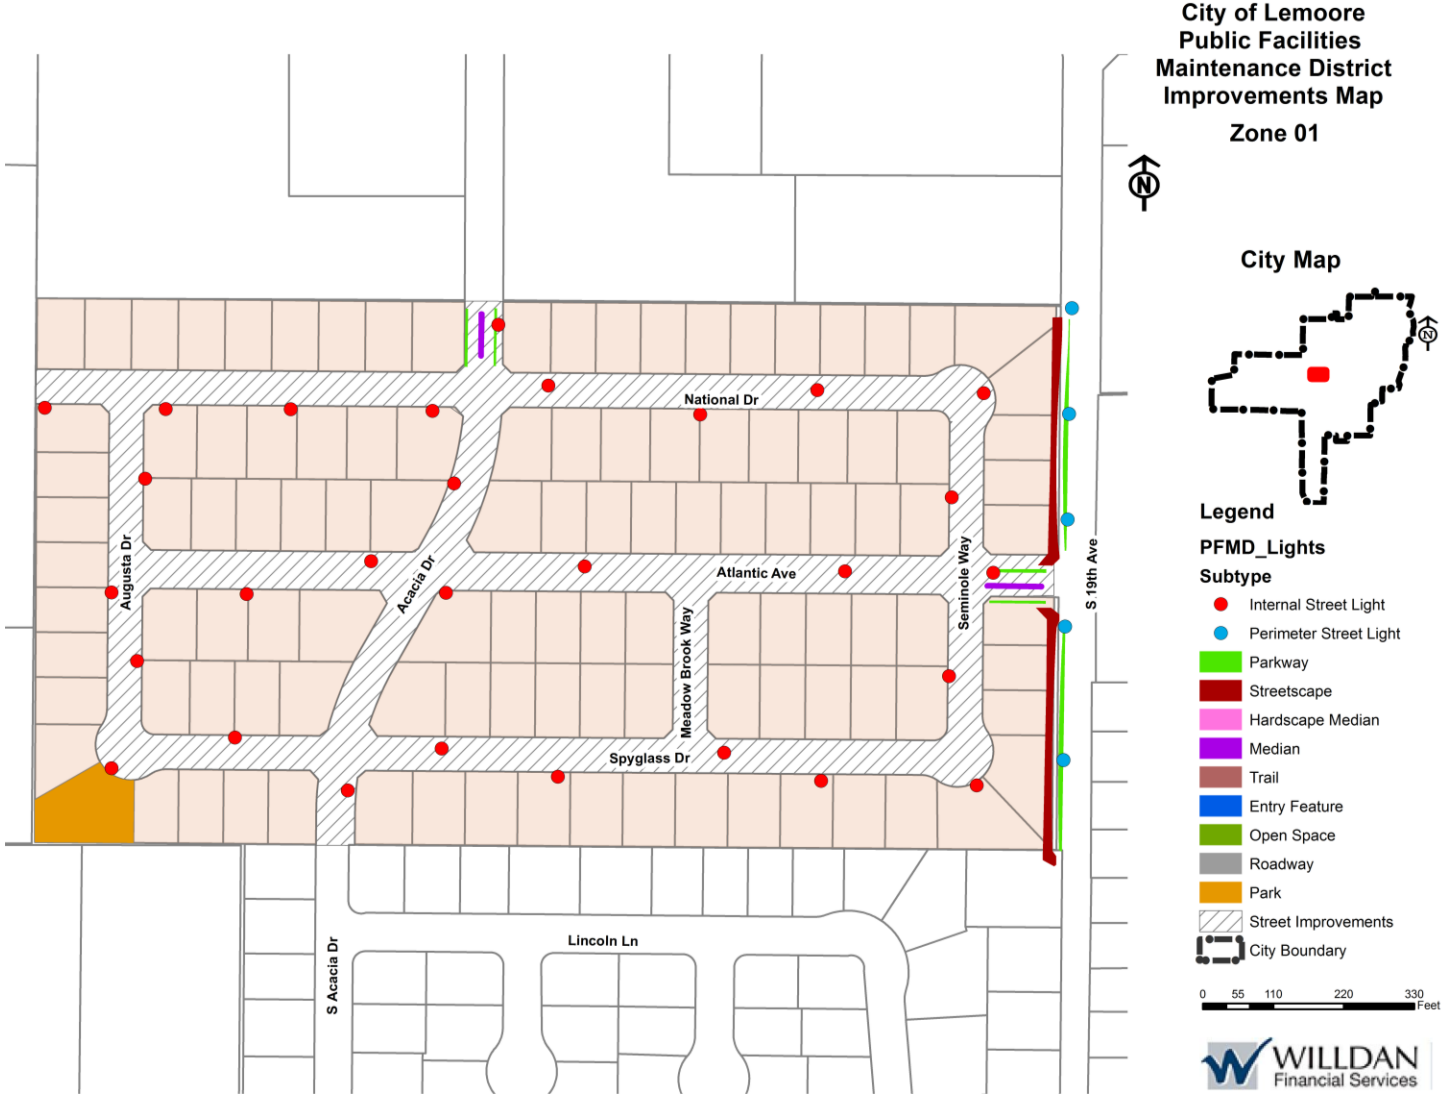 City of Lemoore
Public Facilities
Maintenance District
Improvements Map
Zone 01
N
City Map
N
National Dr
Augusta Dr
Acacia Dr
Atlantic Ave
Seminole Way
S 19th Ave
Meadow Brook Way
Spyglass Dr
Lincoln Ln
S Acacia Dr
Legend
PFMD_Lights
Subtype
Internal Street Light
Perimeter Street Light
Parkway
Streetscape
Hardscape Median
Median
Trail
Entry Feature
Open Space
Roadway
Park
Street Improvements
City Boundary
0 55 110 220 330
Feet
WILLDAN
Financial Services